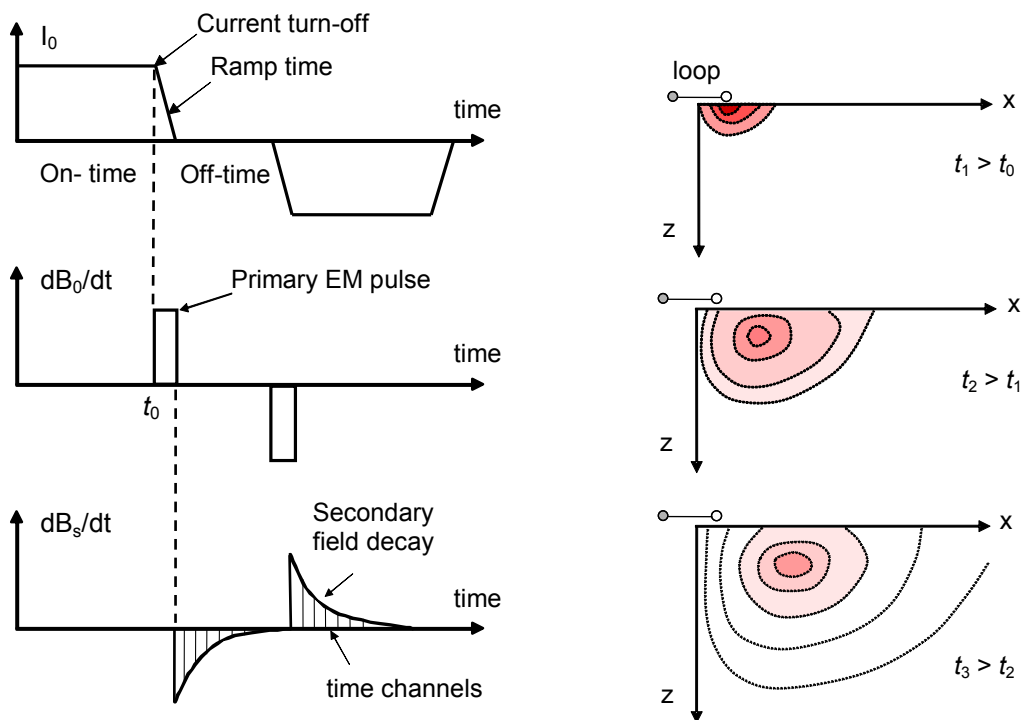 I₀
Current turn-off
Ramp time
time
On- time
Off-time
dB₀/dt
Primary EM pulse
time
t₀
dBₛ/dt
Secondary
field decay
time
time channels
loop
x
t₁ > t₀
z
x
t₂ > t₁
z
x
t₃ > t₂
z